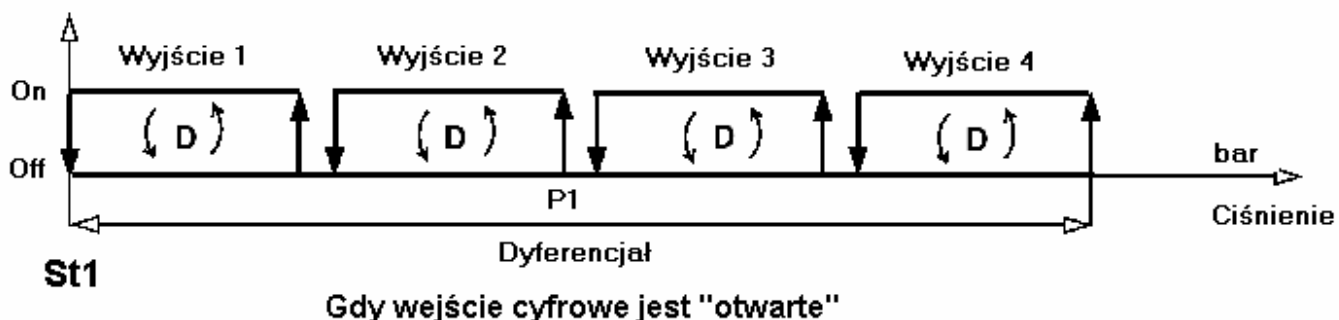 Wyjście 1 Wyjście 2 Wyjście 3 Wyjście 4
On
D D D D
Off
bar
P1
Ciśnienie
Dyferencjał
St1
Gdy wejście cyfrowe jest "otwarte"